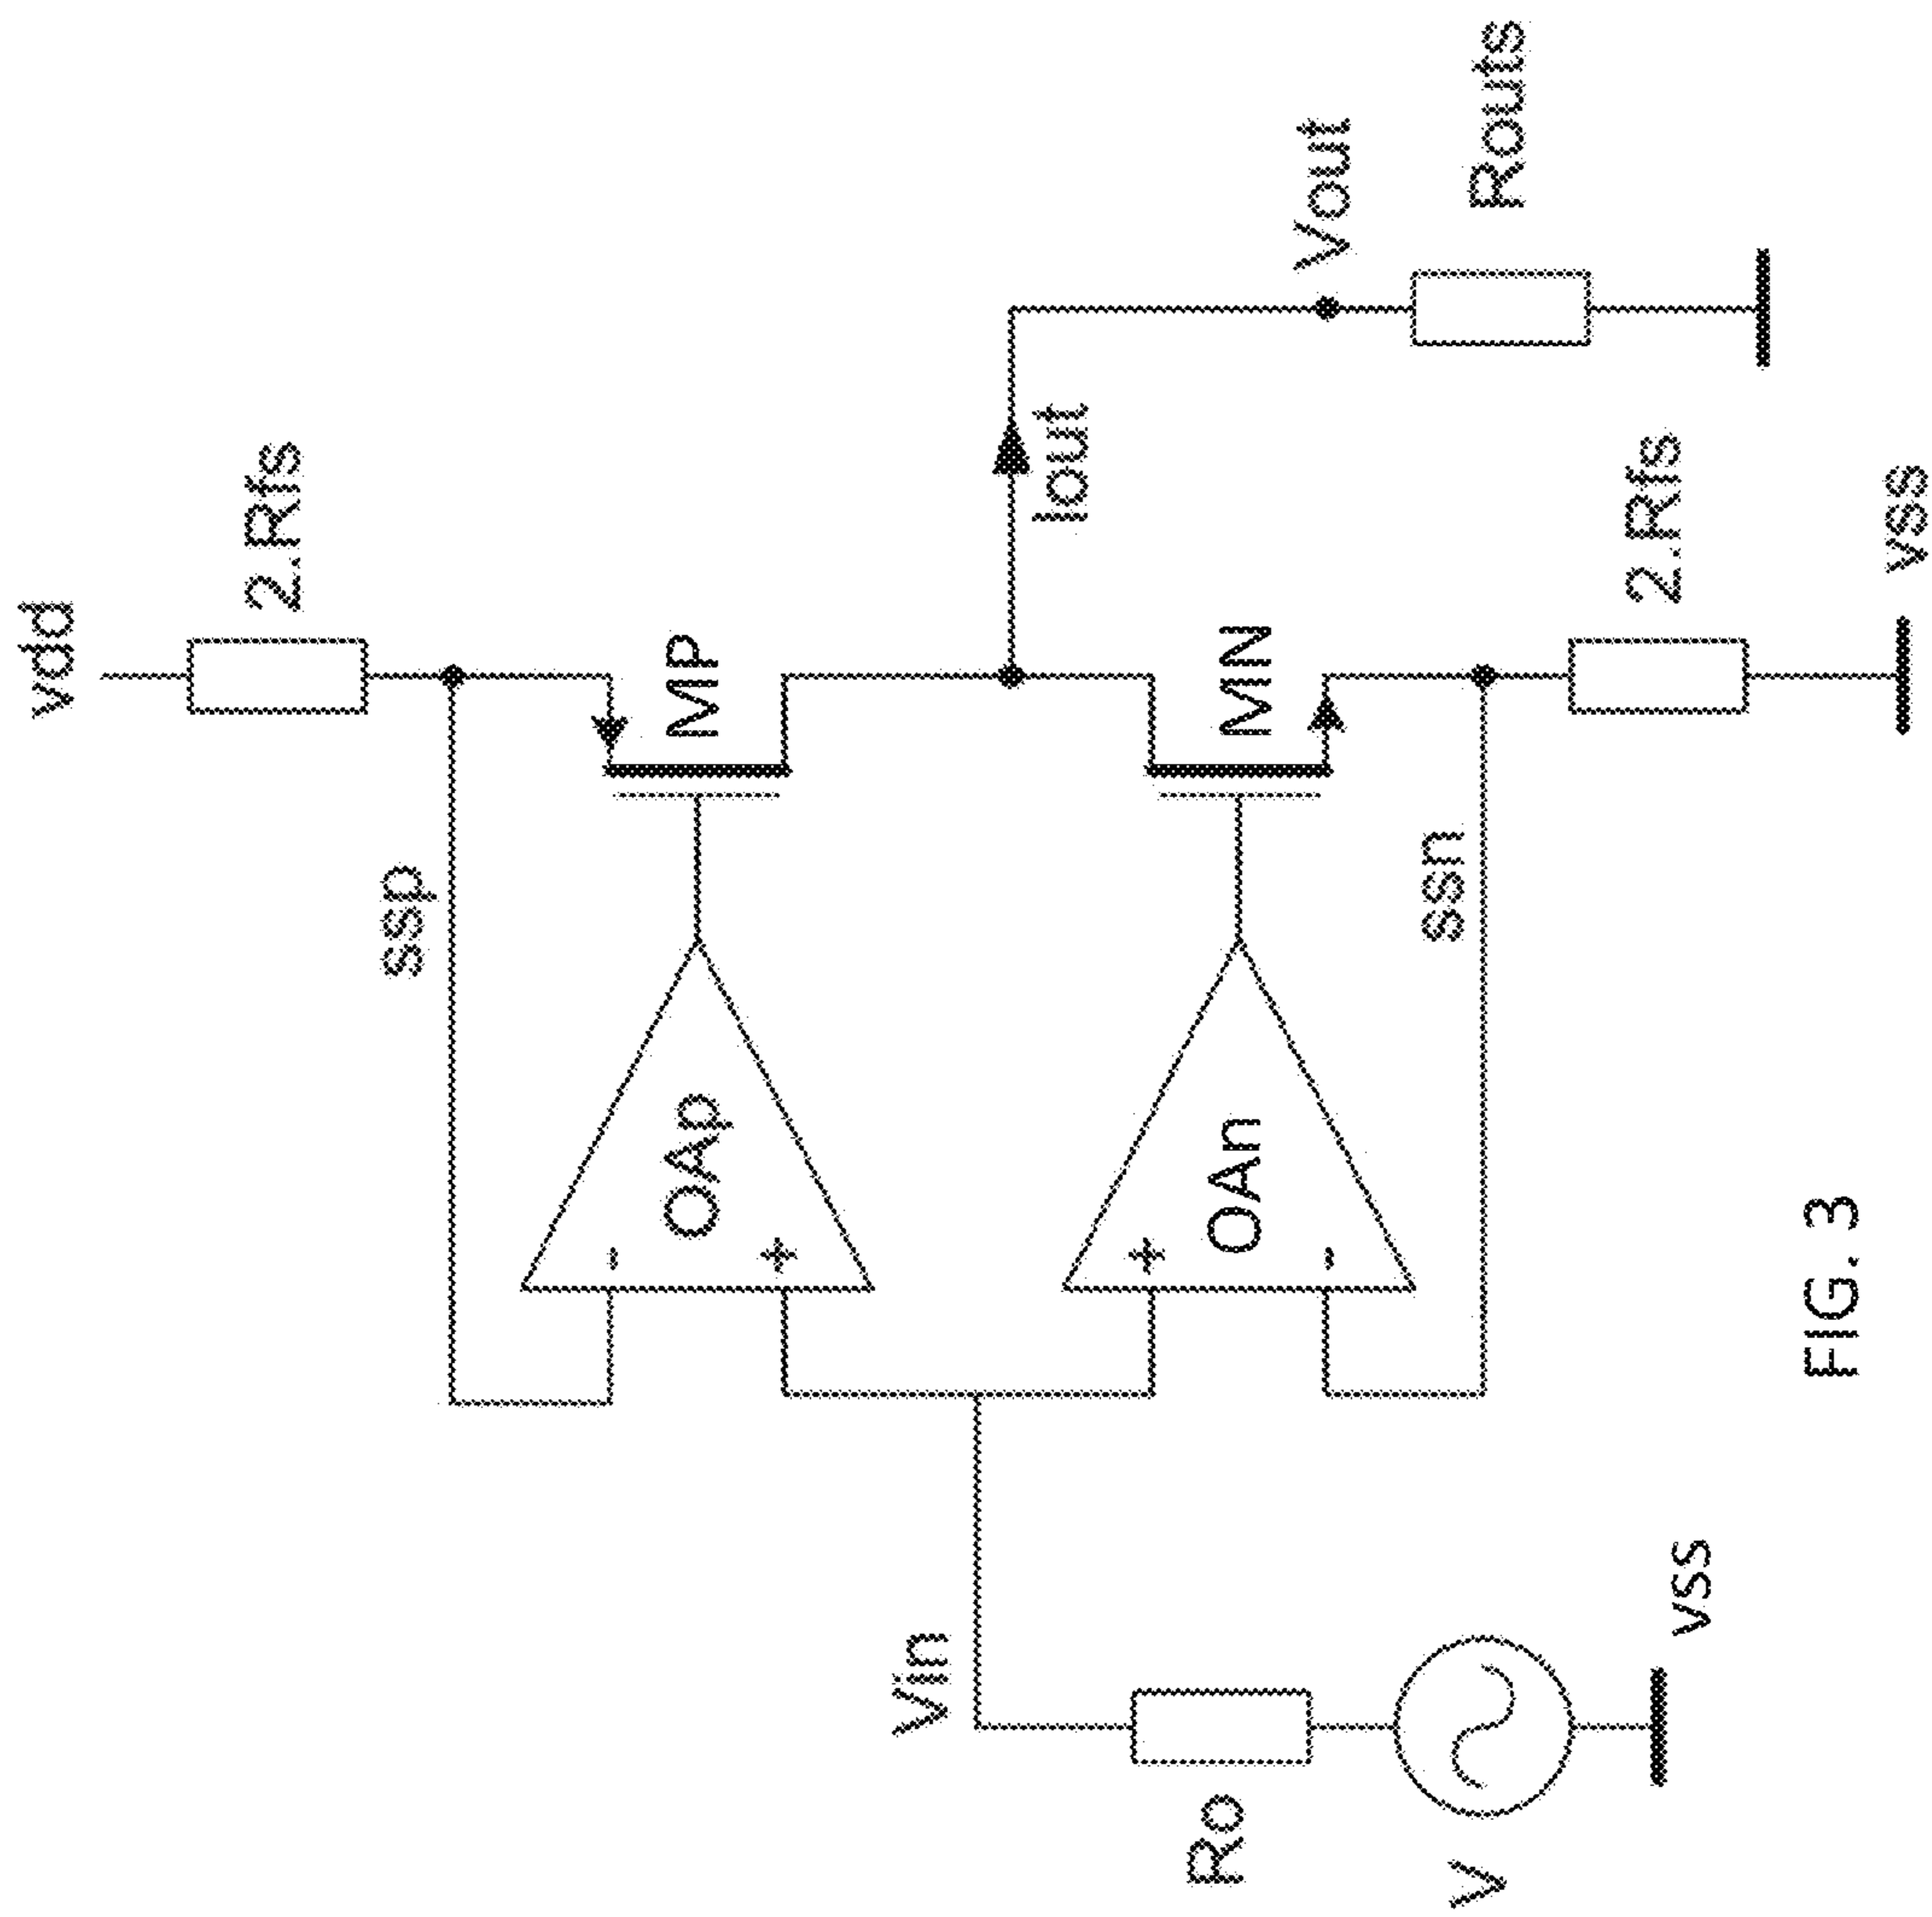 vdd
2.Rfs
ssp
MP
OAp
-
+
Vin
Iout
Vout
Routs
+
OAn
-
MIN
ssn
2.Rfs
vss
Ro
V
vss
FIG. 3